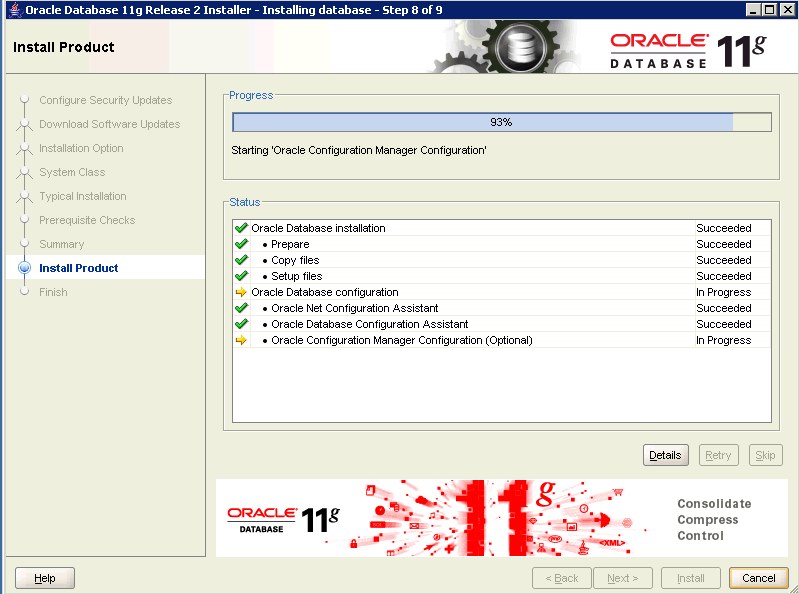 Oracle Database 11g Release 2 Installer - Installing database - Step 8 of 9
Install Product
ORACLE
DATABASE 11g
Configure Security Updates
Download Software Updates
Installation Option
System Class
Typical Installation
Prerequisite Checks
Summary
Install Product
Finish
Progress
93%
Starting 'Oracle Configuration Manager Configuration'
Status
Oracle Database installation Succeeded
• Prepare Succeeded
• Copy files Succeeded
• Setup files Succeeded
Oracle Database configuration In Progress
• Oracle Net Configuration Assistant Succeeded
• Oracle Database Configuration Assistant Succeeded
• Oracle Configuration Manager Configuration (Optional) In Progress
Details Retry Skip
ORACLE
DATABASE 11g
11g
<XML>
Consolidate
Compress
Control
Help < Back Next > Install Cancel